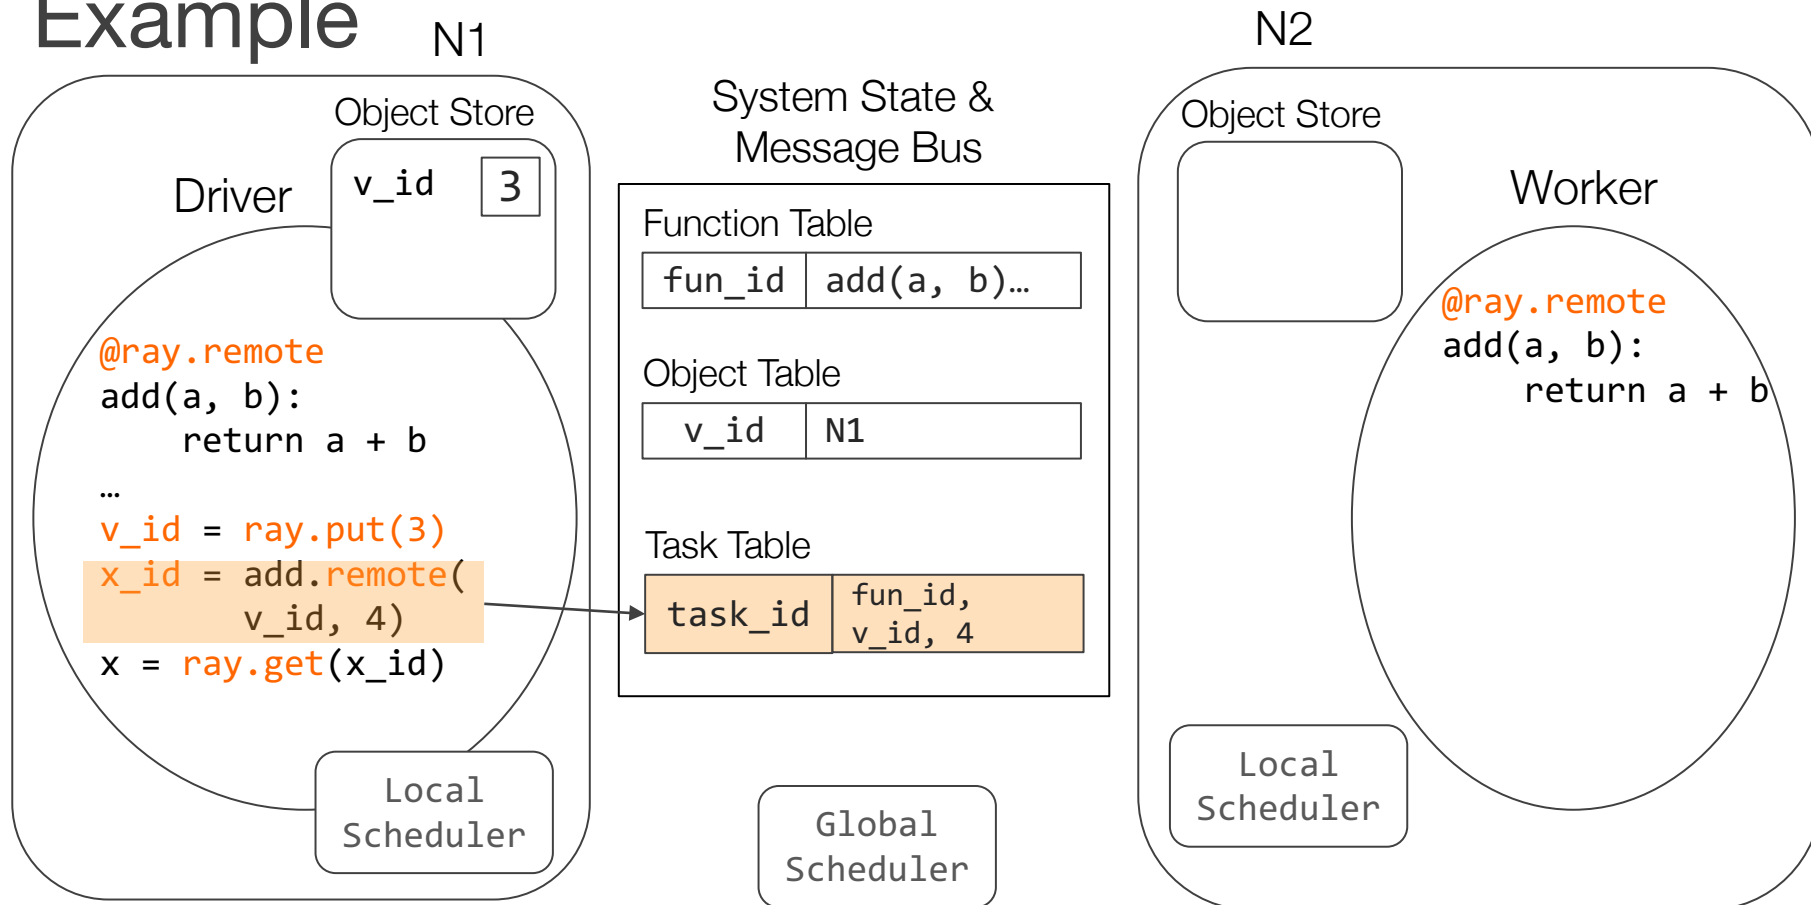 Example
N1
Object Store
v_id 3
Driver
@ray.remote
add(a, b):
return a + b
…
v_id = ray.put(3)
x_id = add.remote(
v_id, 4)
x = ray.get(x_id)
Local
Scheduler
System State &
Message Bus
Function Table
fun_id add(a, b)…
Object Table
v_id N1
Task Table
task_id fun_id,
v_id, 4
Global
Scheduler
N2
Object Store
Worker
@ray.remote
add(a, b):
return a + b
Local
Scheduler